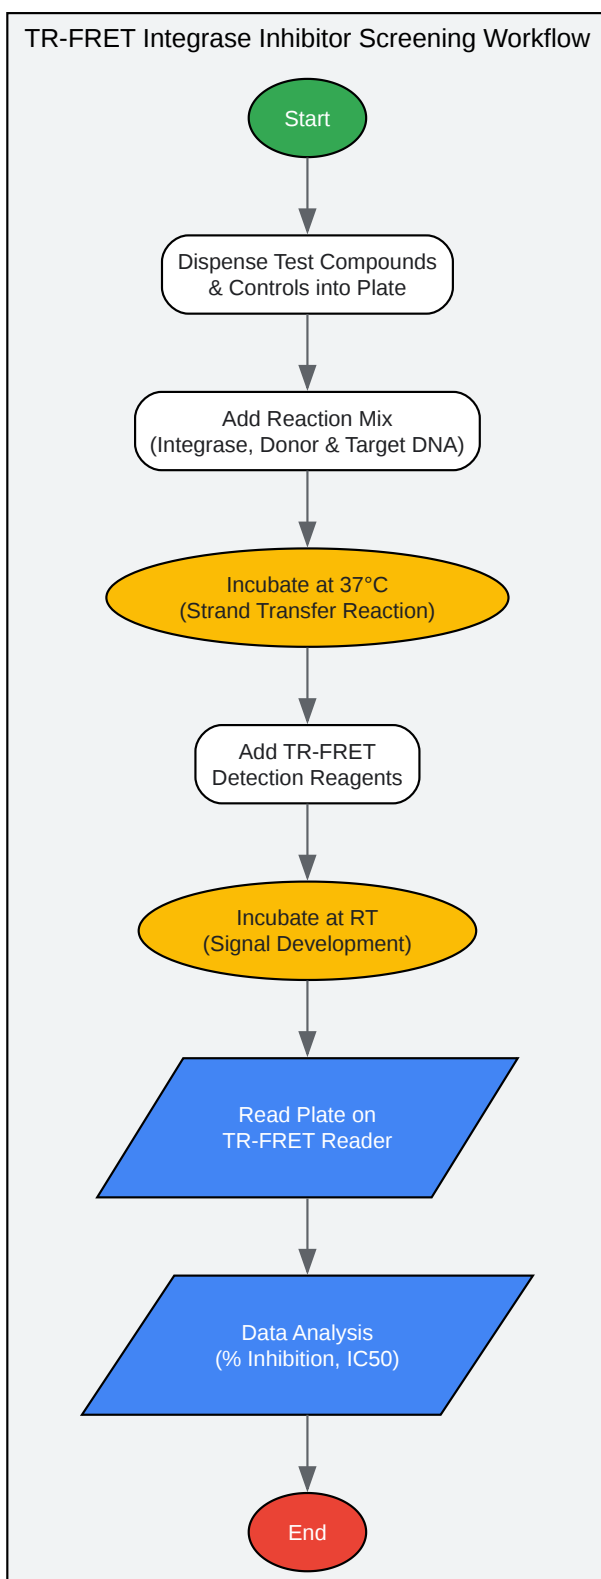 TR-FRET Integrase Inhibitor Screening Workflow
Start
Dispense Test Compounds
& Controls into Plate
Add Reaction Mix
(Integrase, Donor & Target DNA)
Incubate at 37°C
(Strand Transfer Reaction)
Add TR-FRET
Detection Reagents
Incubate at RT
(Signal Development)
Read Plate on
TR-FRET Reader
Data Analysis
(% Inhibition, IC50)
End